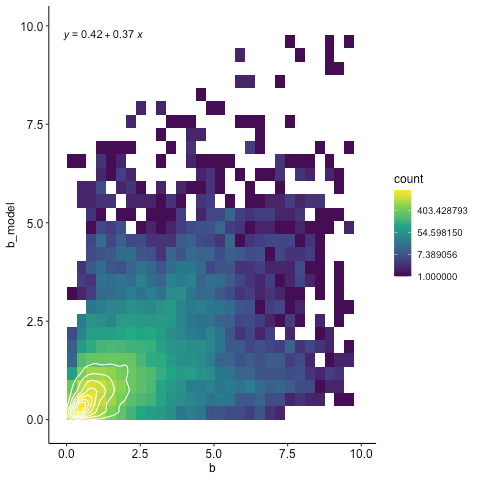 y = 0.42 + 0.37 x
10.0
7.5
5.0
2.5
0.0
b_model
0.0 2.5 5.0 7.5 10.0
b
count
403.428793
54.598150
7.389056
1.000000